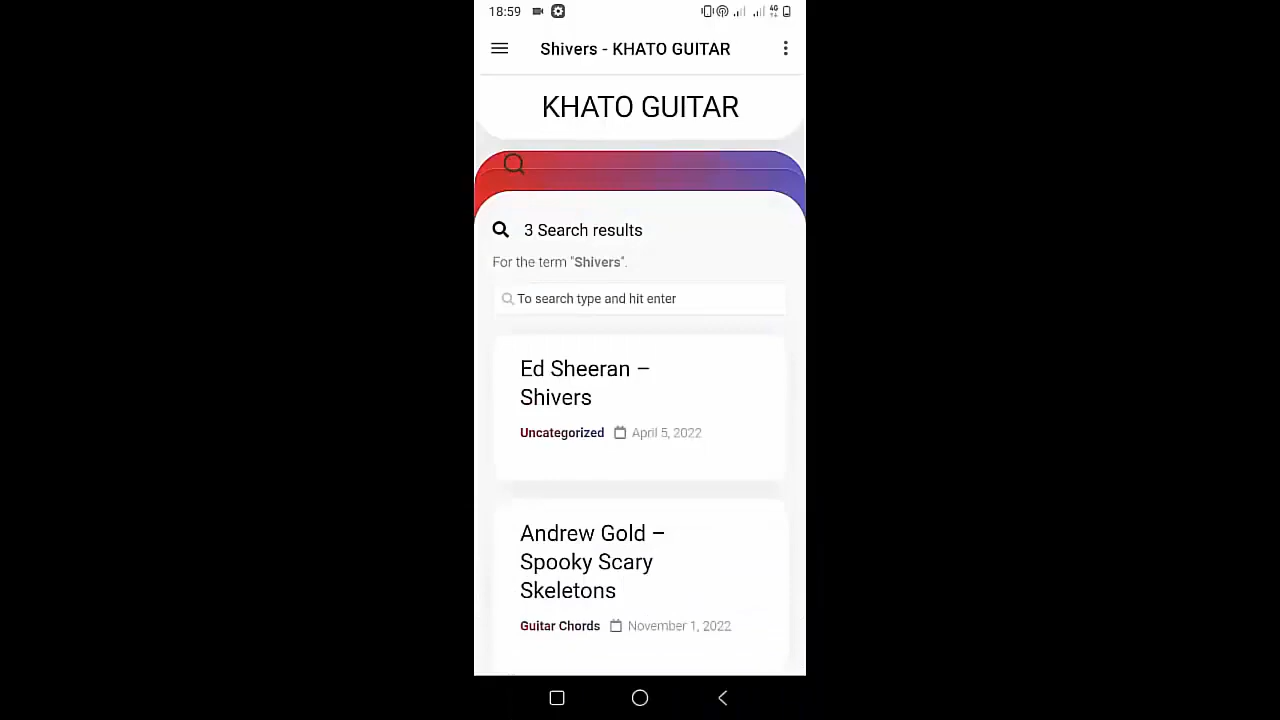 18:59 4G
Shivers - KHATO GUITAR
KHATO GUITAR
3 Search results
For the term "Shivers".
To search type and hit enter
Ed Sheeran –
Shivers
Uncategorized April 5, 2022
Andrew Gold –
Spooky Scary
Skeletons
Guitar Chords November 1, 2022